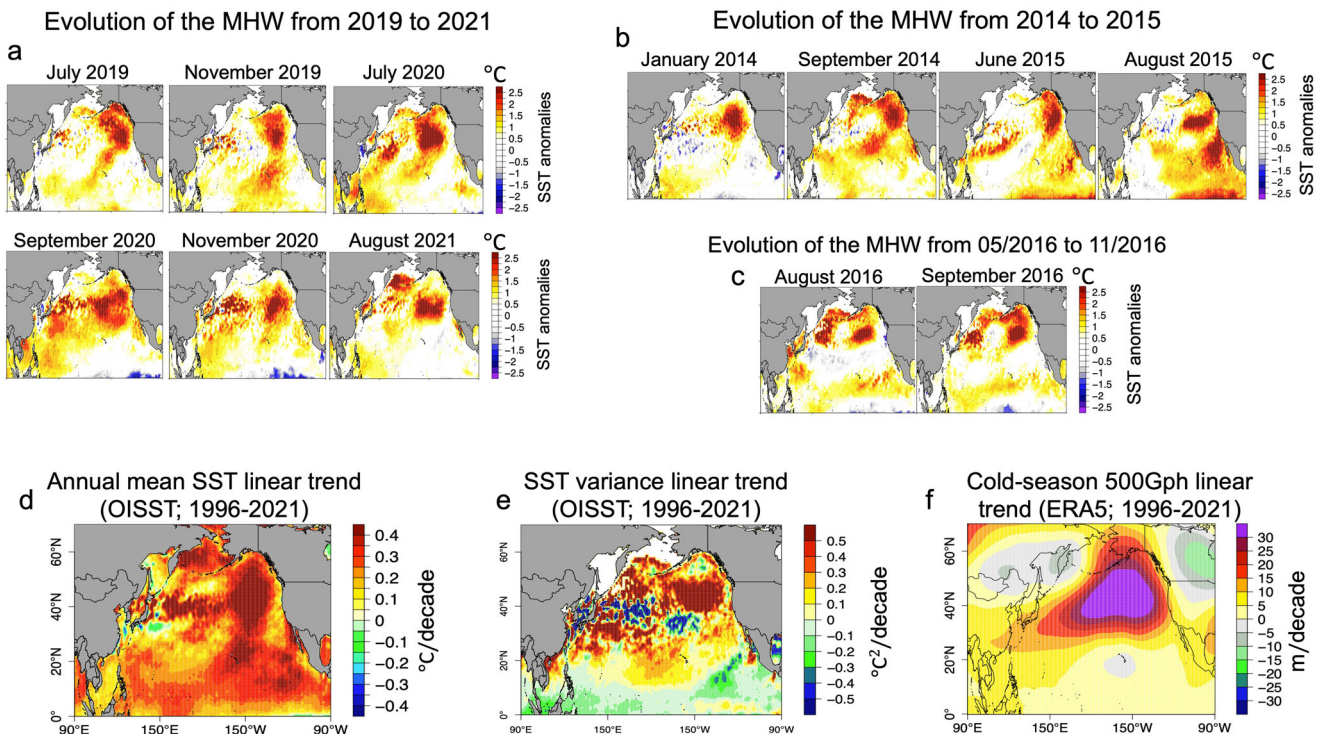 Evolution of the MHW from 2019 to 2021
a
July 2019
November 2019
July 2020
°C
2.5
2
1.5
1
0.5
0
−0.5
−1
−1.5
−2
−2.5
SST anomalies
September 2020
November 2020
August 2021
°C
2.5
2
1.5
1
0.5
0
−0.5
−1
−1.5
−2
−2.5
SST anomalies
Evolution of the MHW from 2014 to 2015
b
January 2014
September 2014
June 2015
August 2015
°C
2.5
2
1.5
1
0.5
0
−0.5
−1
−1.5
−2
−2.5
SST anomalies
Evolution of the MHW from 05/2016 to 11/2016
c
August 2016
September 2016
°C
2.5
2
1.5
1
0.5
0
−0.5
−1
−1.5
−2
−2.5
SST anomalies
d
Annual mean SST linear trend
(OISST; 1996-2021)
60°N
40°N
20°N
0°
90°E
150°E
150°W
90°W
0.4
0.3
0.2
0.1
0
−0.1
−0.2
−0.3
−0.4
°C/decade
e
SST variance linear trend
(OISST; 1996-2021)
60°N
40°N
20°N
0°
90°E
150°E
150°W
90°W
0.5
0.4
0.3
0.2
0.1
0
−0.1
−0.2
−0.3
−0.4
−0.5
°C²/decade
f
Cold-season 500Gph linear
trend (ERA5; 1996-2021)
60°N
40°N
20°N
0°
90°E
150°E
150°W
90°W
30
25
20
15
10
5
0
−5
−10
−15
−20
−25
−30
m/decade